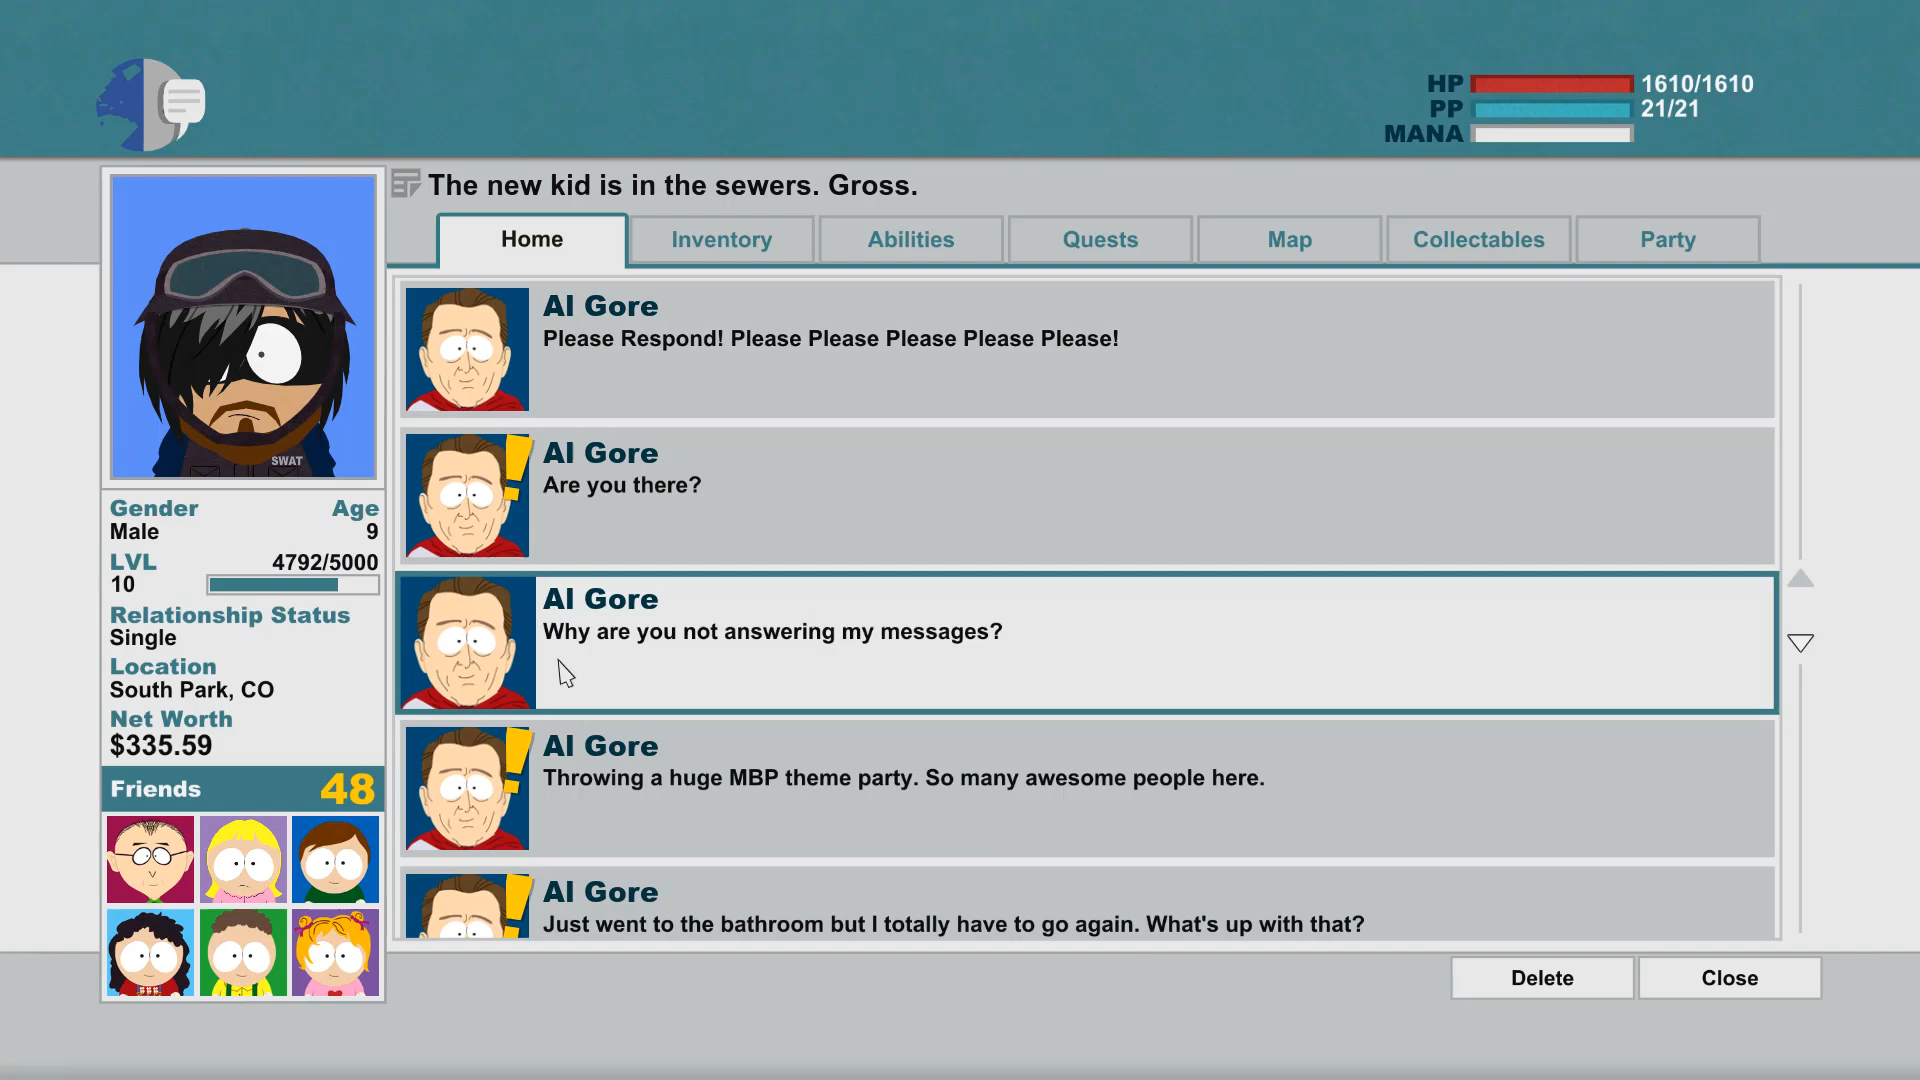 HP 1610/1610
PP 21/21
MANA
The new kid is in the sewers. Gross.
Home Inventory Abilities Quests Map Collectables Party
SWAT
Gender Age
Male 9
LVL 4792/5000
10
Relationship Status
Single
Location
South Park, CO
Net Worth
$335.59
Friends 48
Al Gore
Please Respond! Please Please Please Please Please!
Al Gore
Are you there?
Al Gore
Why are you not answering my messages?
Al Gore
Throwing a huge MBP theme party. So many awesome people here.
Al Gore
Just went to the bathroom but I totally have to go again. What's up with that?
Delete Close